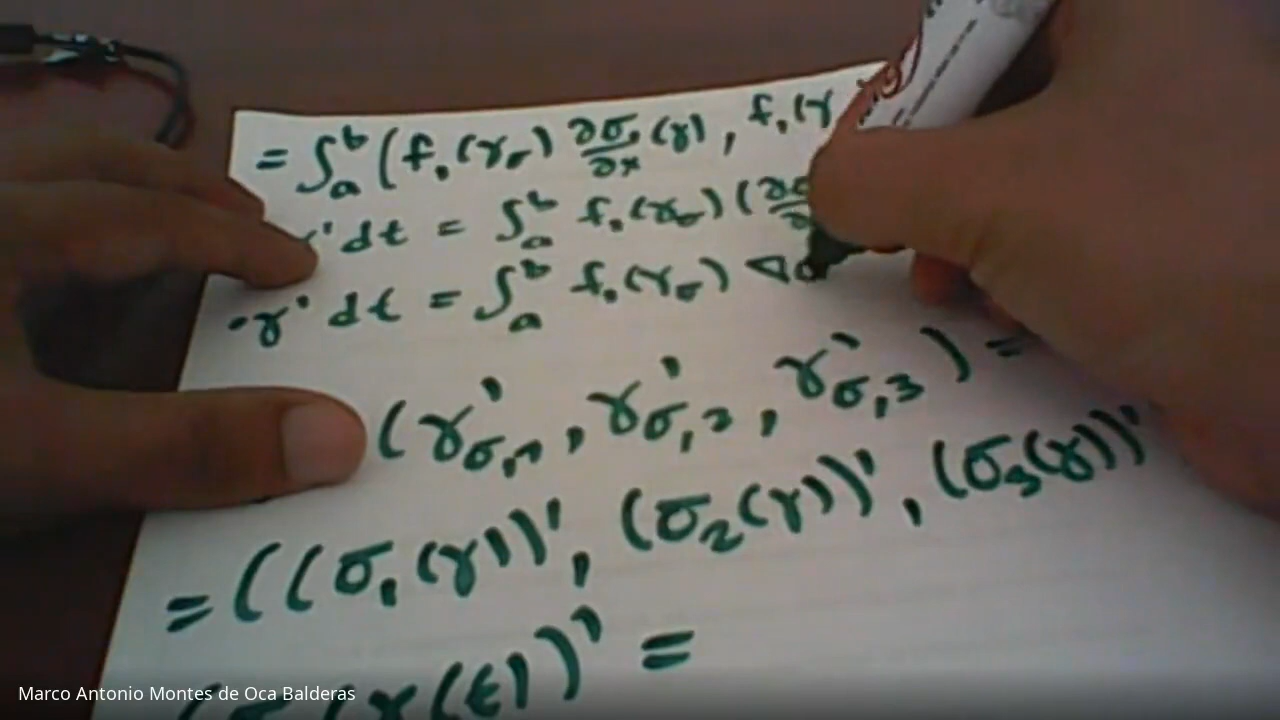 = ∫ₐᵇ (f₁(γσ) ∂σ₁/∂x (γ), f₁(γ
γ' dt = ∫ₐᵇ f₁(γσ) (∂σ
· γ' dt = ∫ₐᵇ f₁(γσ) ∇σ
(γ'σ,1, γ'σ,2, γ'σ,3) =
= ((σ₁(γ))', (σ₂(γ))', (σ₃(γ))'
(γ(t))' =
Marco Antonio Montes de Oca Balderas